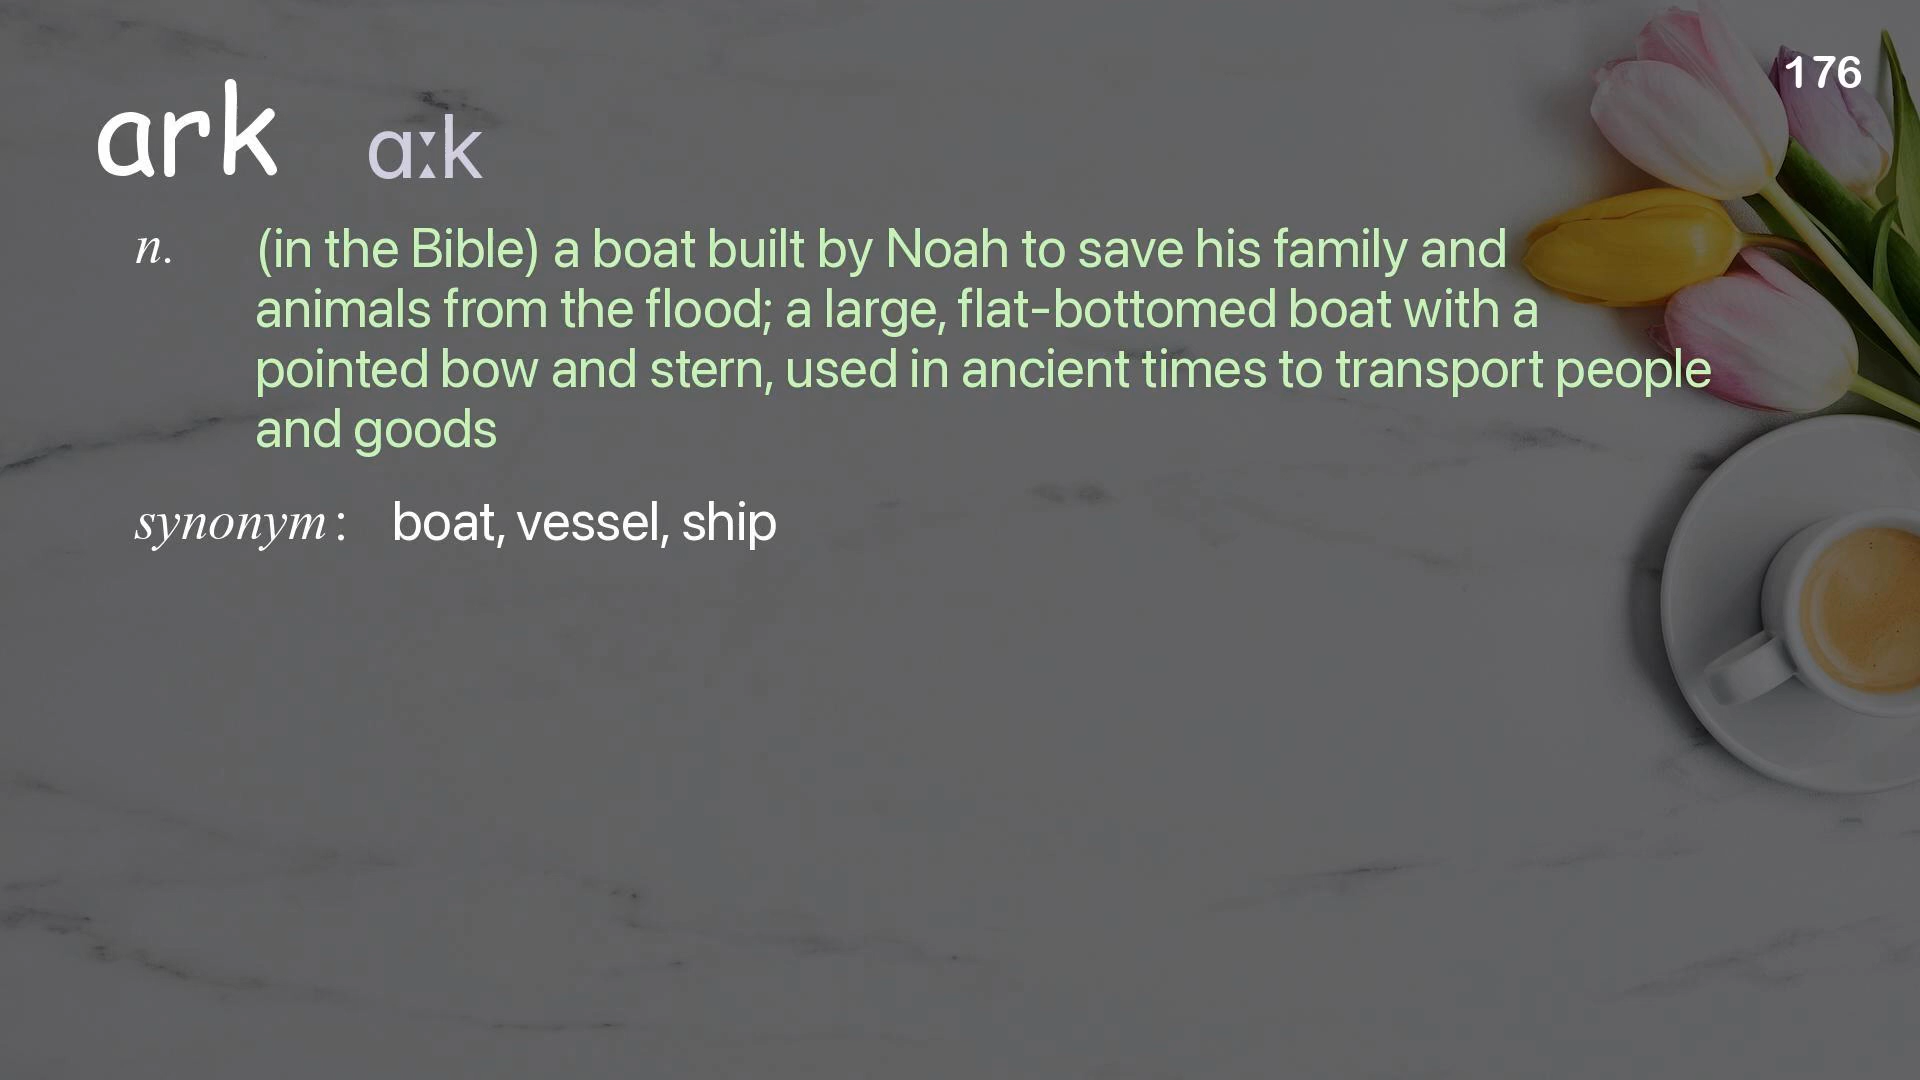 176
ark ɑːk
n. (in the Bible) a boat built by Noah to save his family and
animals from the flood; a large, flat-bottomed boat with a
pointed bow and stern, used in ancient times to transport people
and goods
synonym: boat, vessel, ship